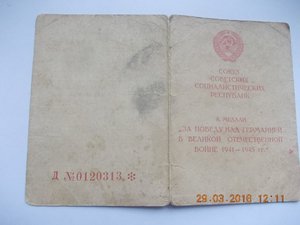 СОЮЗ
СОВЕТСКИХ
СОЦИАЛИСТИЧЕСКИХ
РЕСПУБЛИК
К МЕДАЛИ
"ЗА ПОБЕДУ НАД ГЕРМАНИЕЙ
В ВЕЛИКОЙ ОТЕЧЕСТВЕННОЙ
ВОЙНЕ 1941—1945 гг."
Д №0120313 *
29/03/2016 12:11